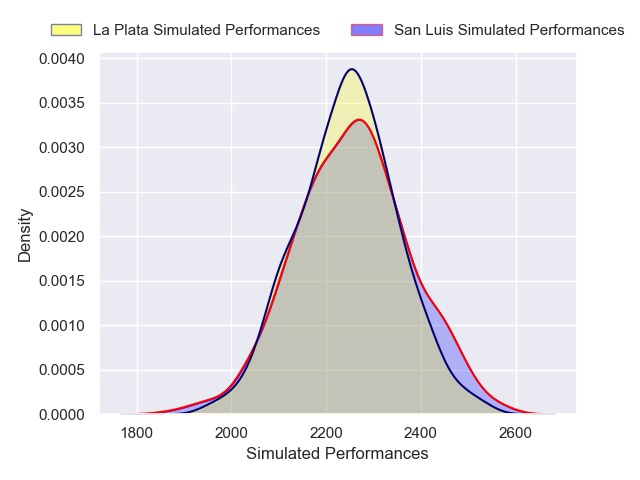 La Plata Simulated Performances
San Luis Simulated Performances
0.0040
0.0035
0.0030
0.0025
0.0020
0.0015
0.0010
0.0005
0.0000
Density
1800 2000 2200 2400 2600
Simulated Performances